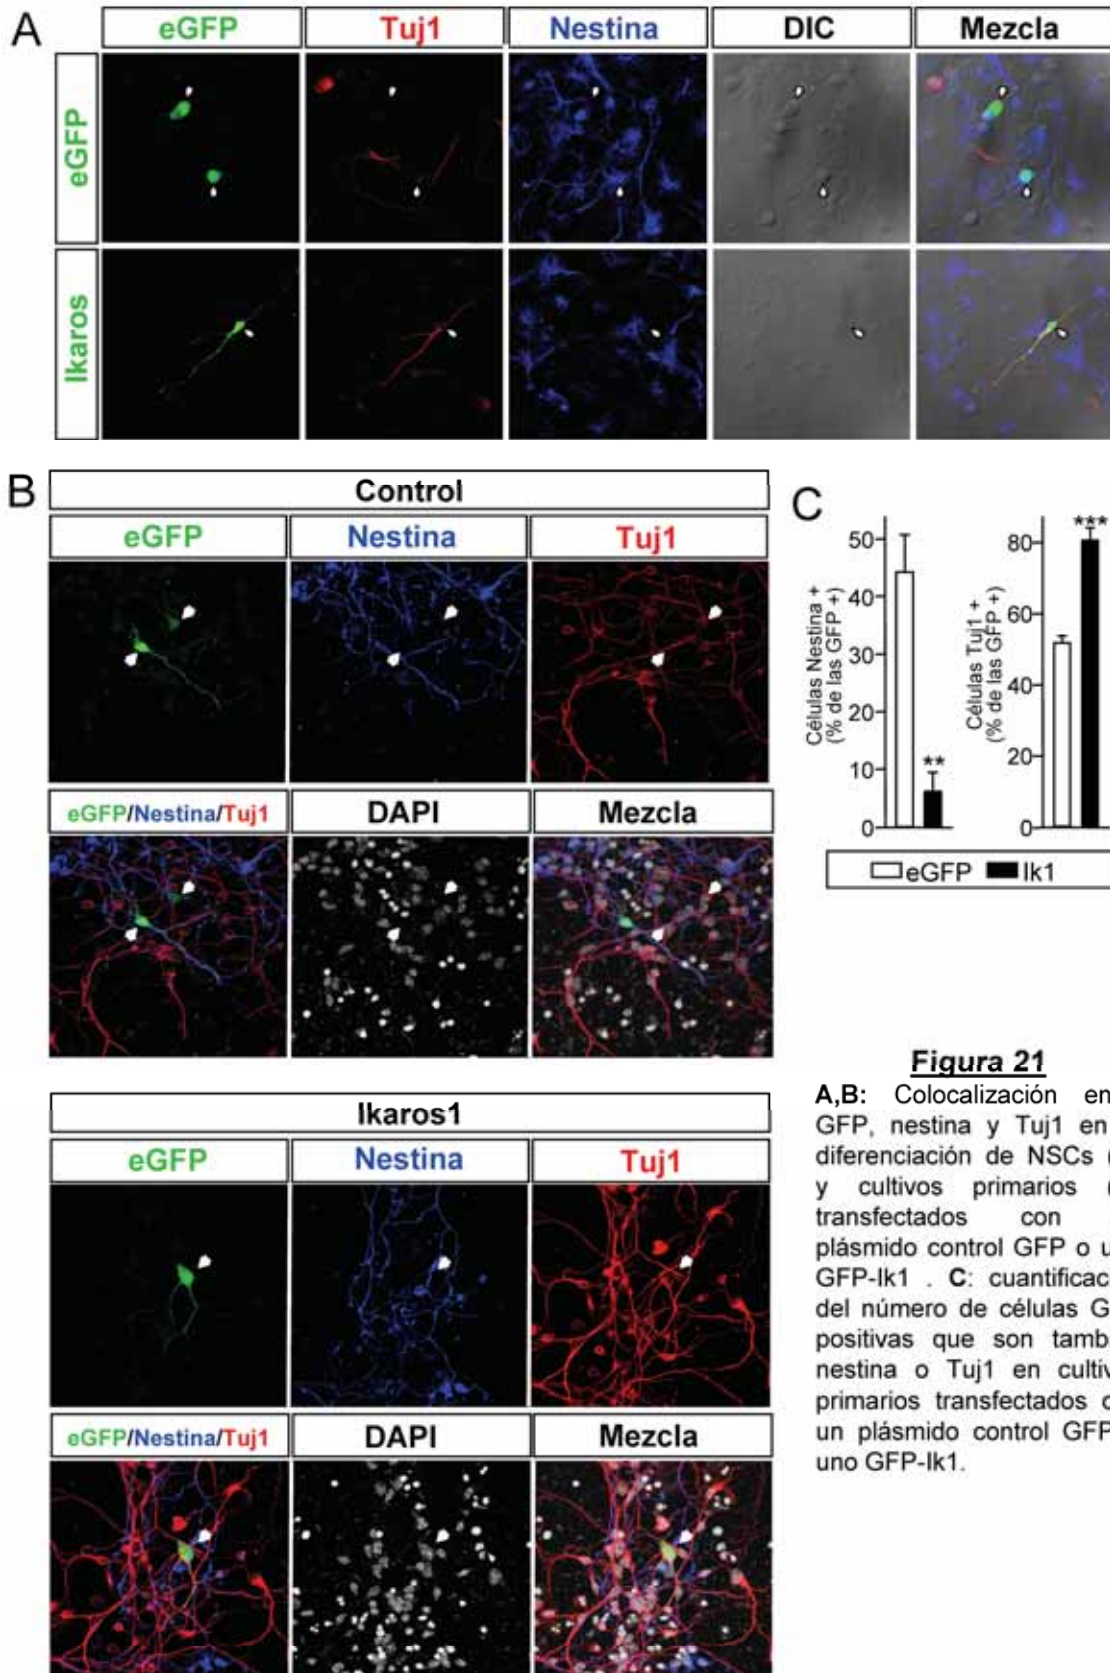 A
eGFP Tuj1 Nestina DIC Mezcla
eGFP
Ikaros
B
Control
eGFP Nestina Tuj1
eGFP/Nestina/Tuj1 DAPI Mezcla
Ikaros1
eGFP Nestina Tuj1
eGFP/Nestina/Tuj1 DAPI Mezcla
C
Células Nestina +
(% de las GFP +)
50
40
30
20
10
0
**
Células Tuj1 +
(% de las GFP +)
80
60
40
20
0
***
eGFP Ik1
Figura 21
A,B: Colocalización en
GFP, nestina y Tuj1 en
diferenciación de NSCs (
y cultivos primarios (
transfectados con
plásmido control GFP o u
GFP-Ik1 . C: cuantificac
del número de células G
positivas que son tamb
nestina o Tuj1 en cultiv
primarios transfectados c
un plásmido control GFP
uno GFP-Ik1.